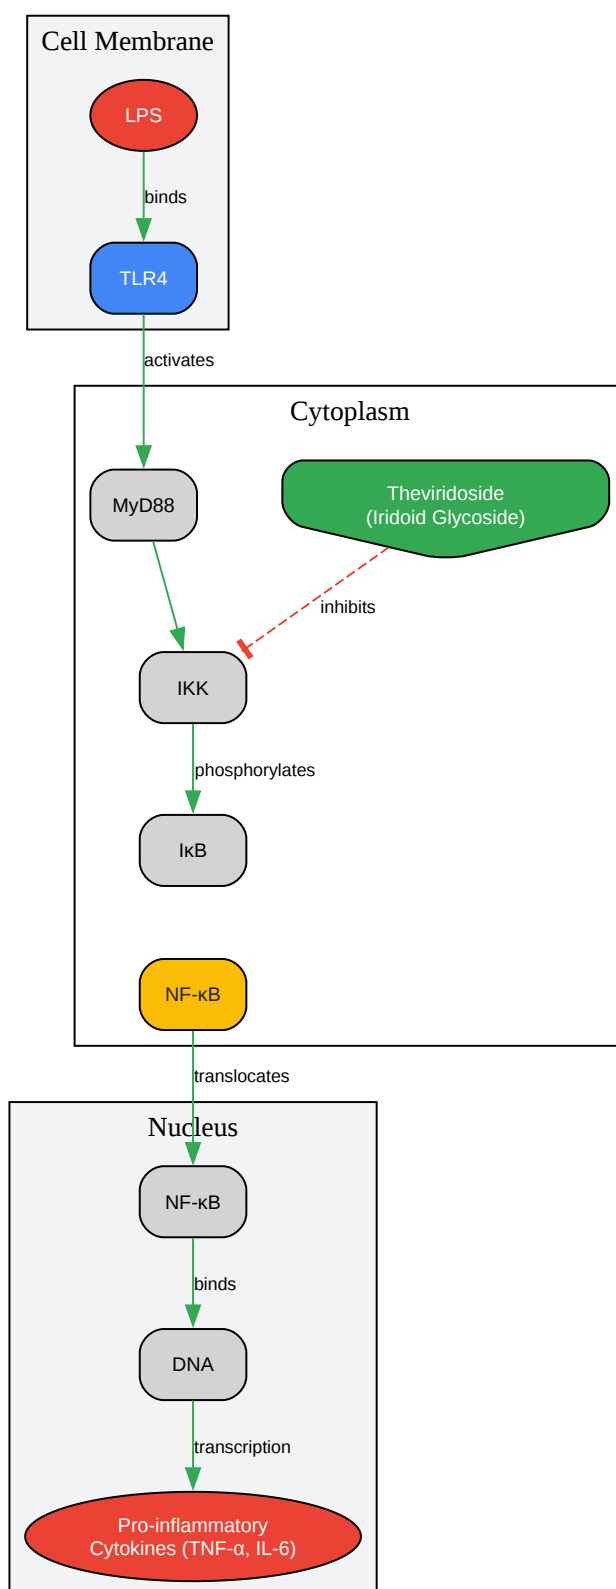 Cell Membrane
LPS
binds
TLR4
activates
Cytoplasm
MyD88
Theviridoside
(Iridoid Glycoside)
inhibits
IKK
phosphorylates
IκB
NF-κB
translocates
Nucleus
NF-κB
binds
DNA
transcription
Pro-inflammatory
Cytokines (TNF-α, IL-6)